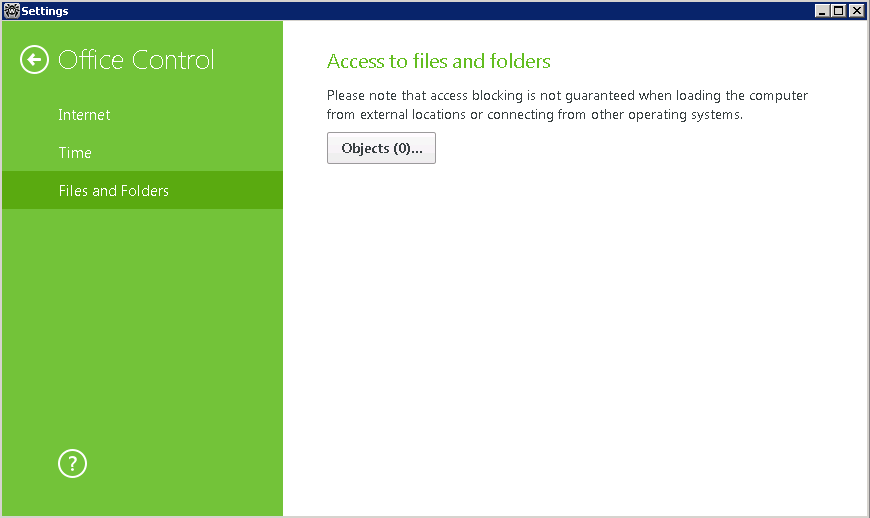 Settings
Office Control
Internet
Time
Files and Folders
Access to files and folders
Please note that access blocking is not guaranteed when loading the computer
from external locations or connecting from other operating systems.
Objects (0)...
?